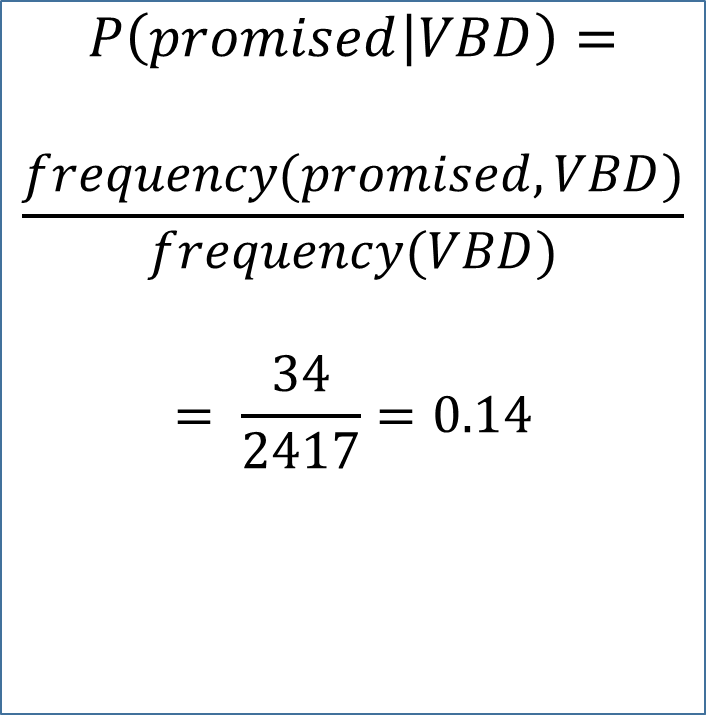 P(promised|VBD) =
frequency(promised, VBD)
frequency(VBD)
= 34/2417 = 0.14